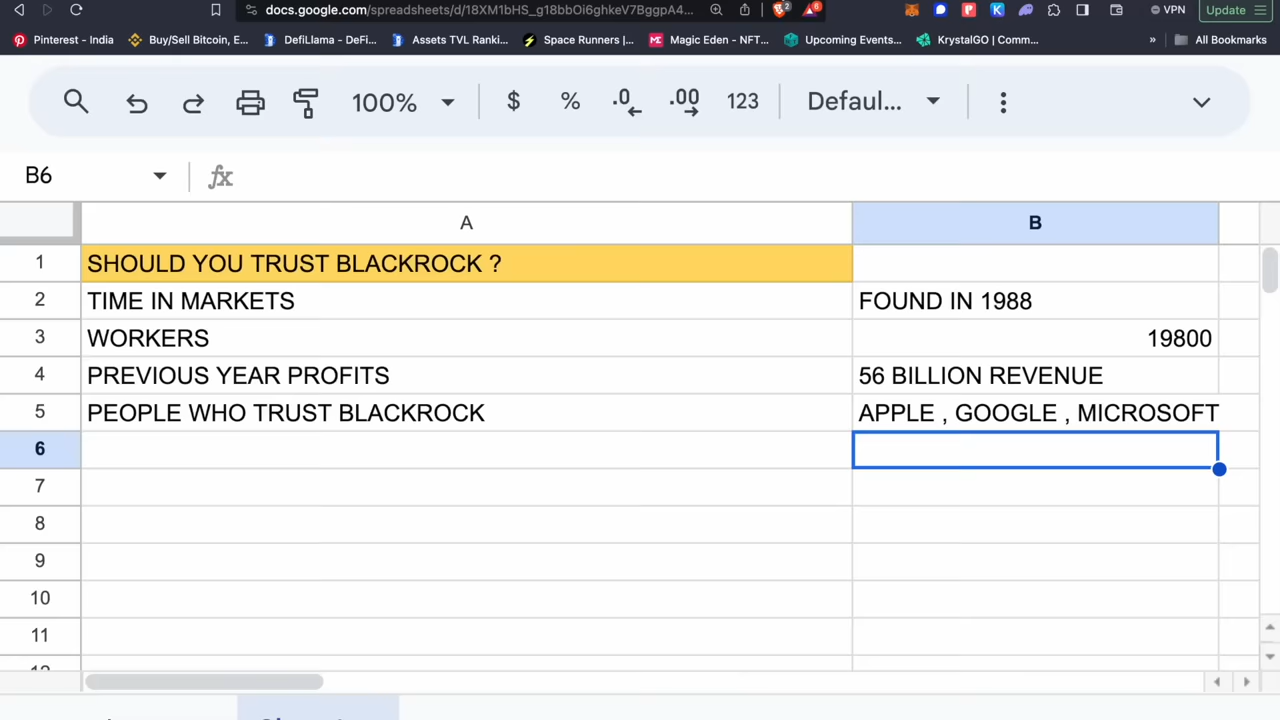 docs.google.com/spreadsheets/d/18XM1bHS_g18bbOi6ghkeV7BggpA4...
2
6
VPN
Update
Pinterest - India
Buy/Sell Bitcoin, E...
DefiLlama - DeFi...
Assets TVL Ranki...
Space Runners |...
Magic Eden - NFT...
Upcoming Events...
KrystalGO | Comm...
»
All Bookmarks
100%
$
%
.0
.00
123
Defaul...
B6
fx
A
B
1 SHOULD YOU TRUST BLACKROCK ?
2 TIME IN MARKETS FOUND IN 1988
3 WORKERS 19800
4 PREVIOUS YEAR PROFITS 56 BILLION REVENUE
5 PEOPLE WHO TRUST BLACKROCK APPLE , GOOGLE , MICROSOFT
6
7
8
9
10
11
12